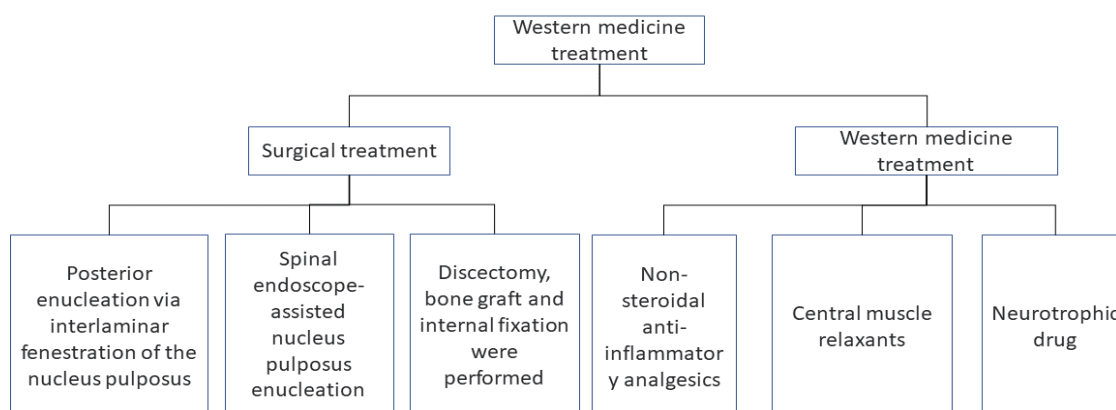 Western medicine
treatment
Surgical treatment
Western medicine
treatment
Posterior
enucleation via
interlaminar
fenestration of the
nucleus pulposus
Spinal
endoscope-
assisted
nucleus
pulposus
enucleation
Discectomy,
bone graft and
internal fixation
were
performed
Non-
steroidal
anti-
inflammator
y analgesics
Central muscle
relaxants
Neurotrophic
drug